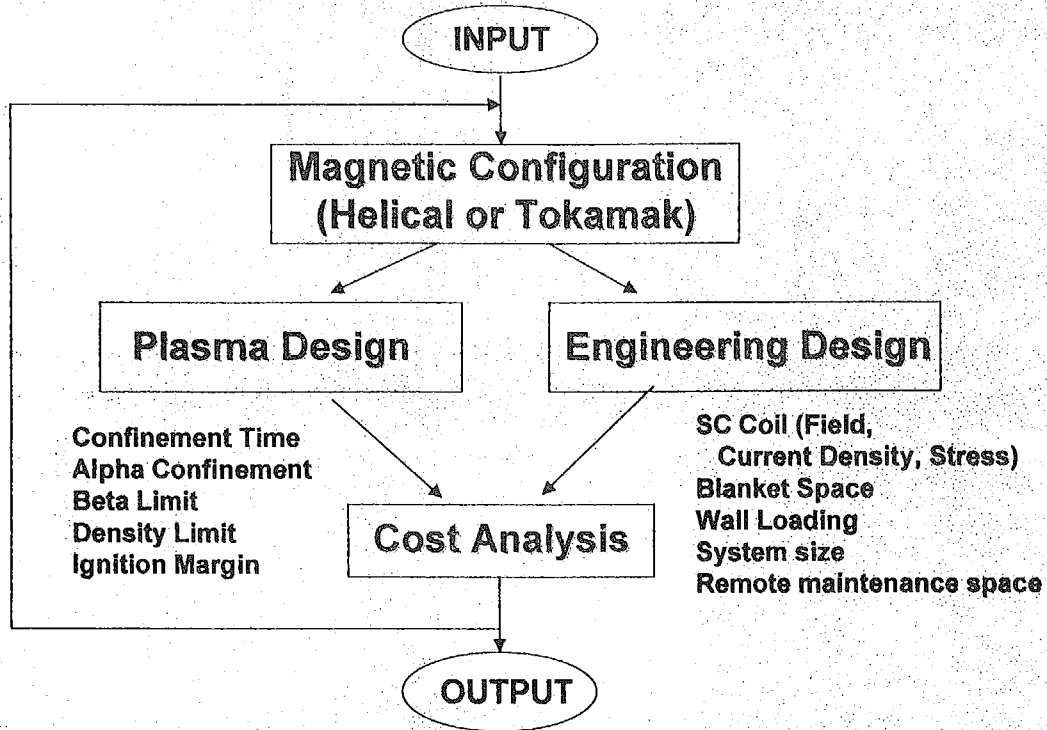 INPUT
Magnetic Configuration
(Helical or Tokamak)
Plasma Design
Engineering Design
Confinement Time
Alpha Confinement
Beta Limit
Density Limit
Ignition Margin
SC Coil (Field,
Current Density, Stress)
Blanket Space
Wall Loading
System size
Remote maintenance space
Cost Analysis
OUTPUT